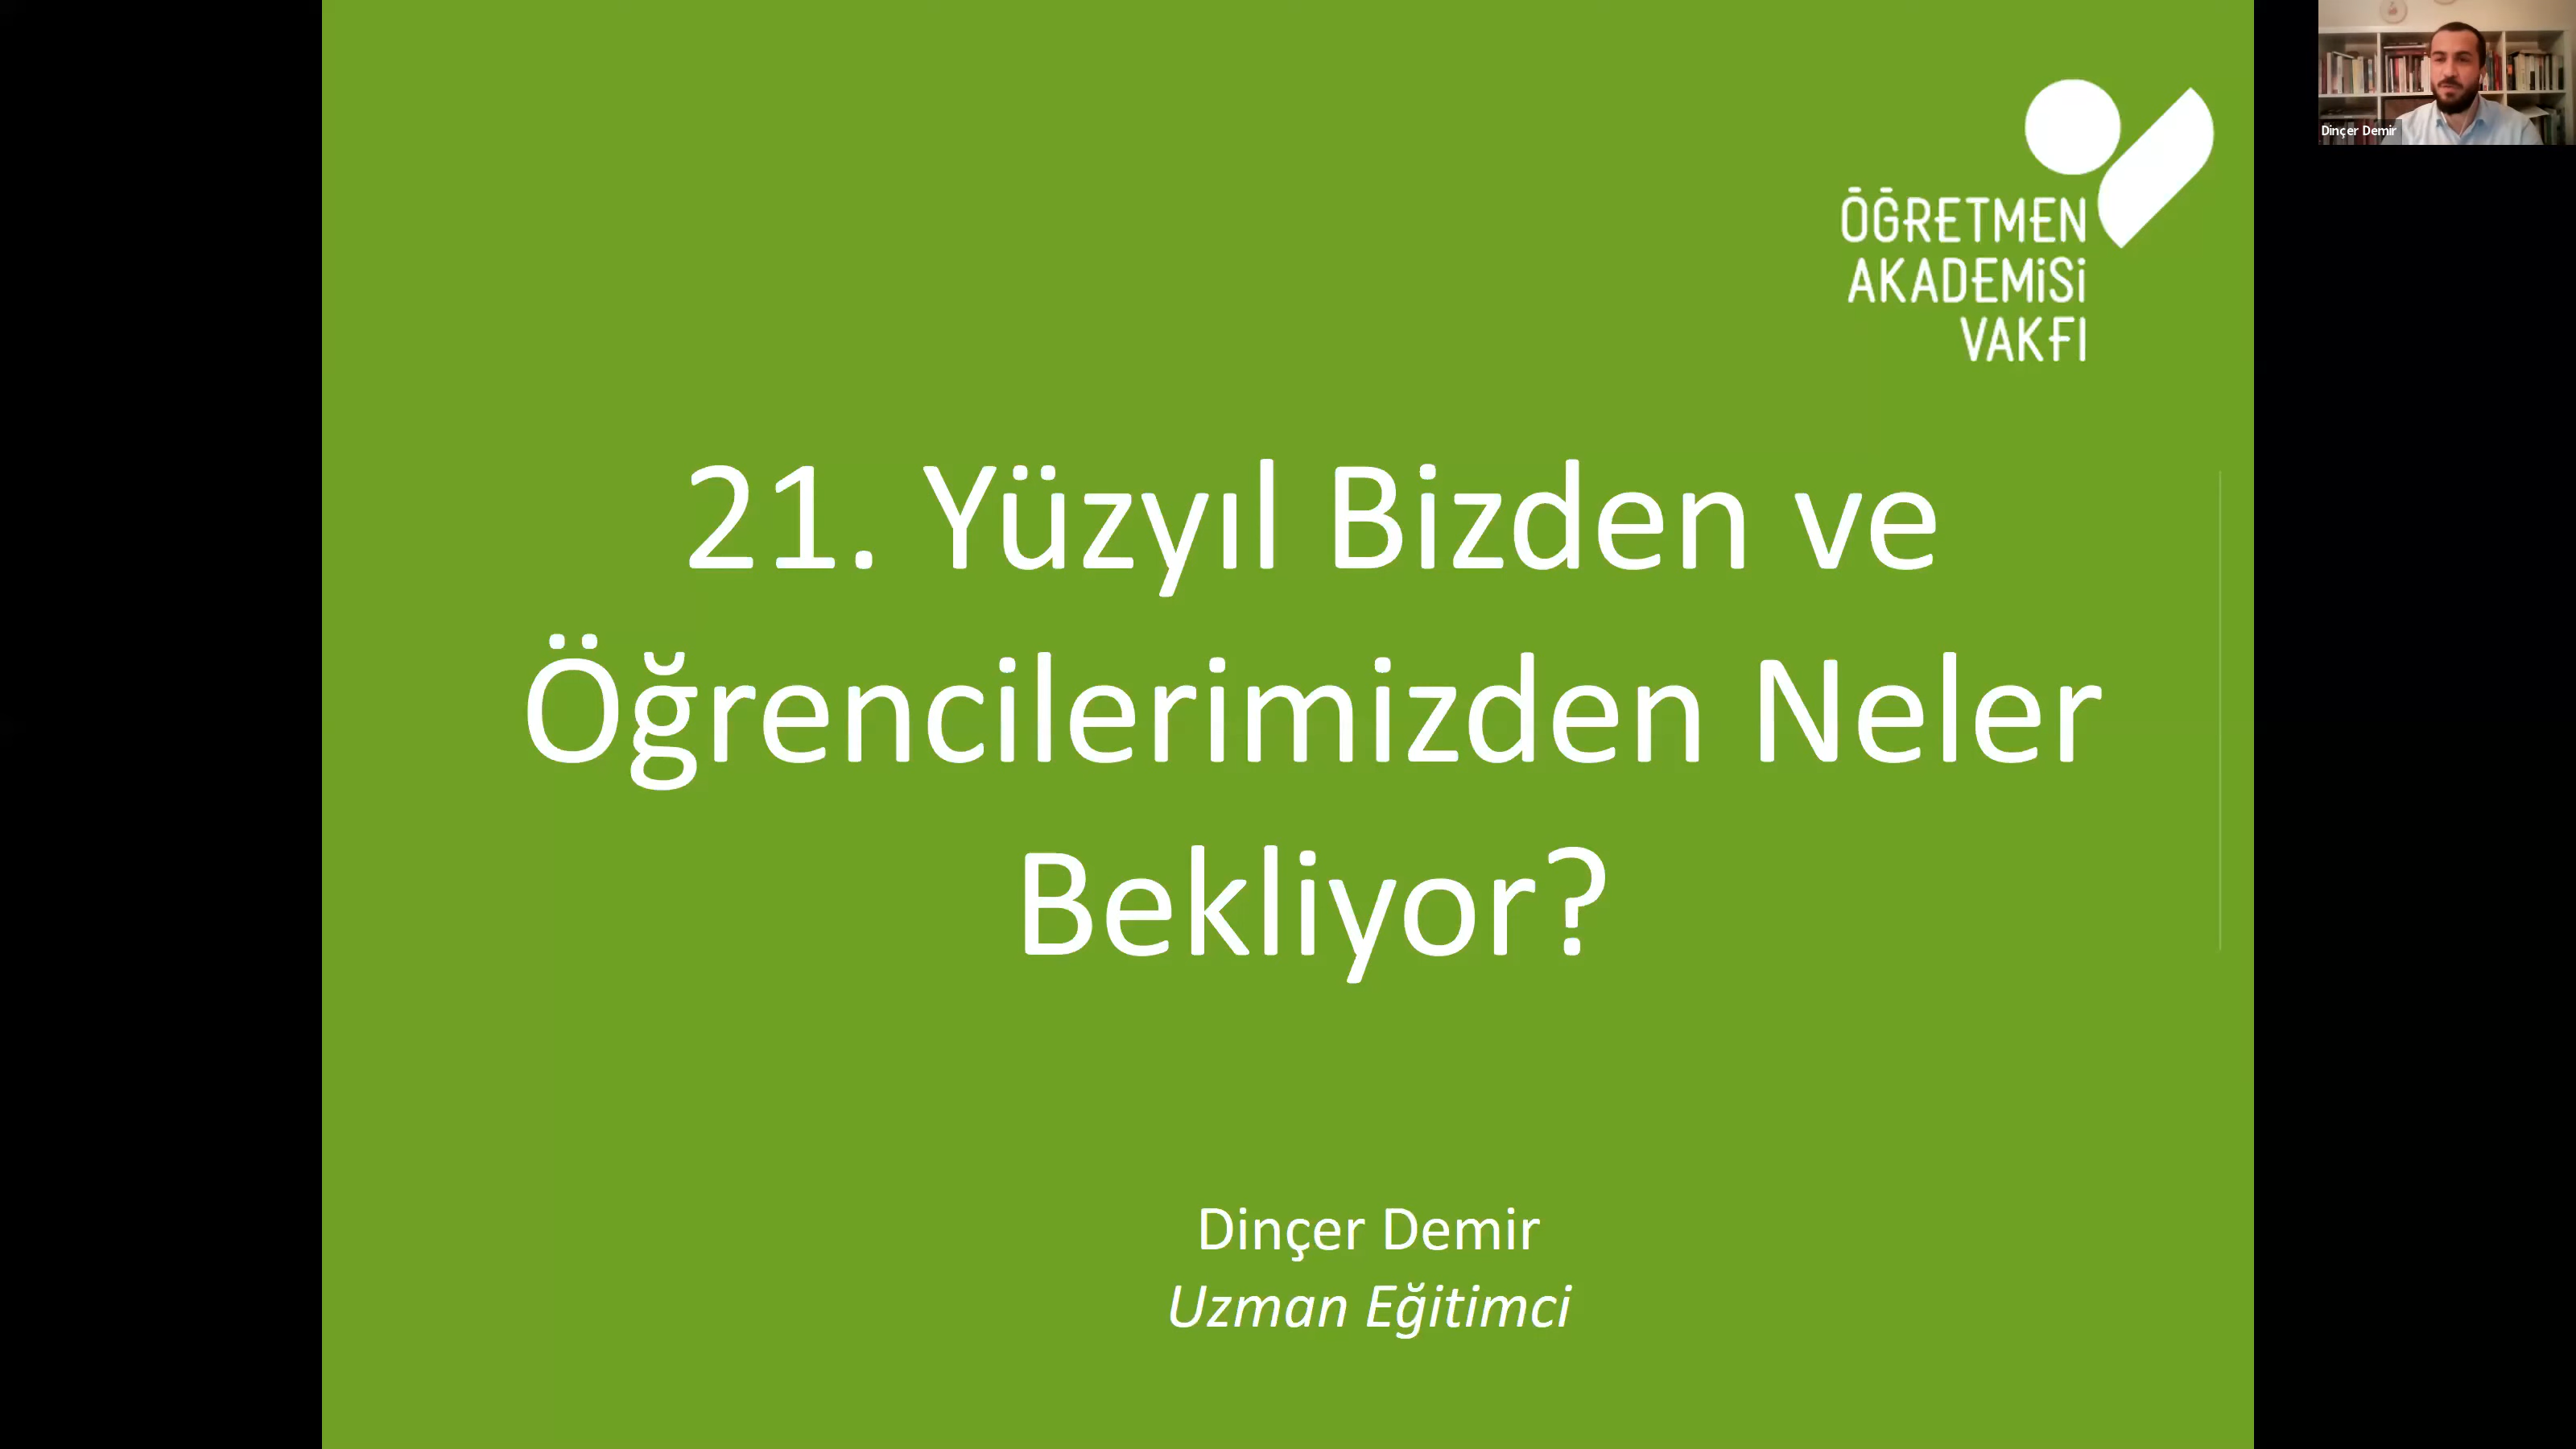 ÖĞRETMEN
AKADEMİSİ
VAKFI
Dinçer Demir
21. Yüzyıl Bizden ve
Öğrencilerimizden Neler
Bekliyor?
Dinçer Demir
Uzman Eğitimci